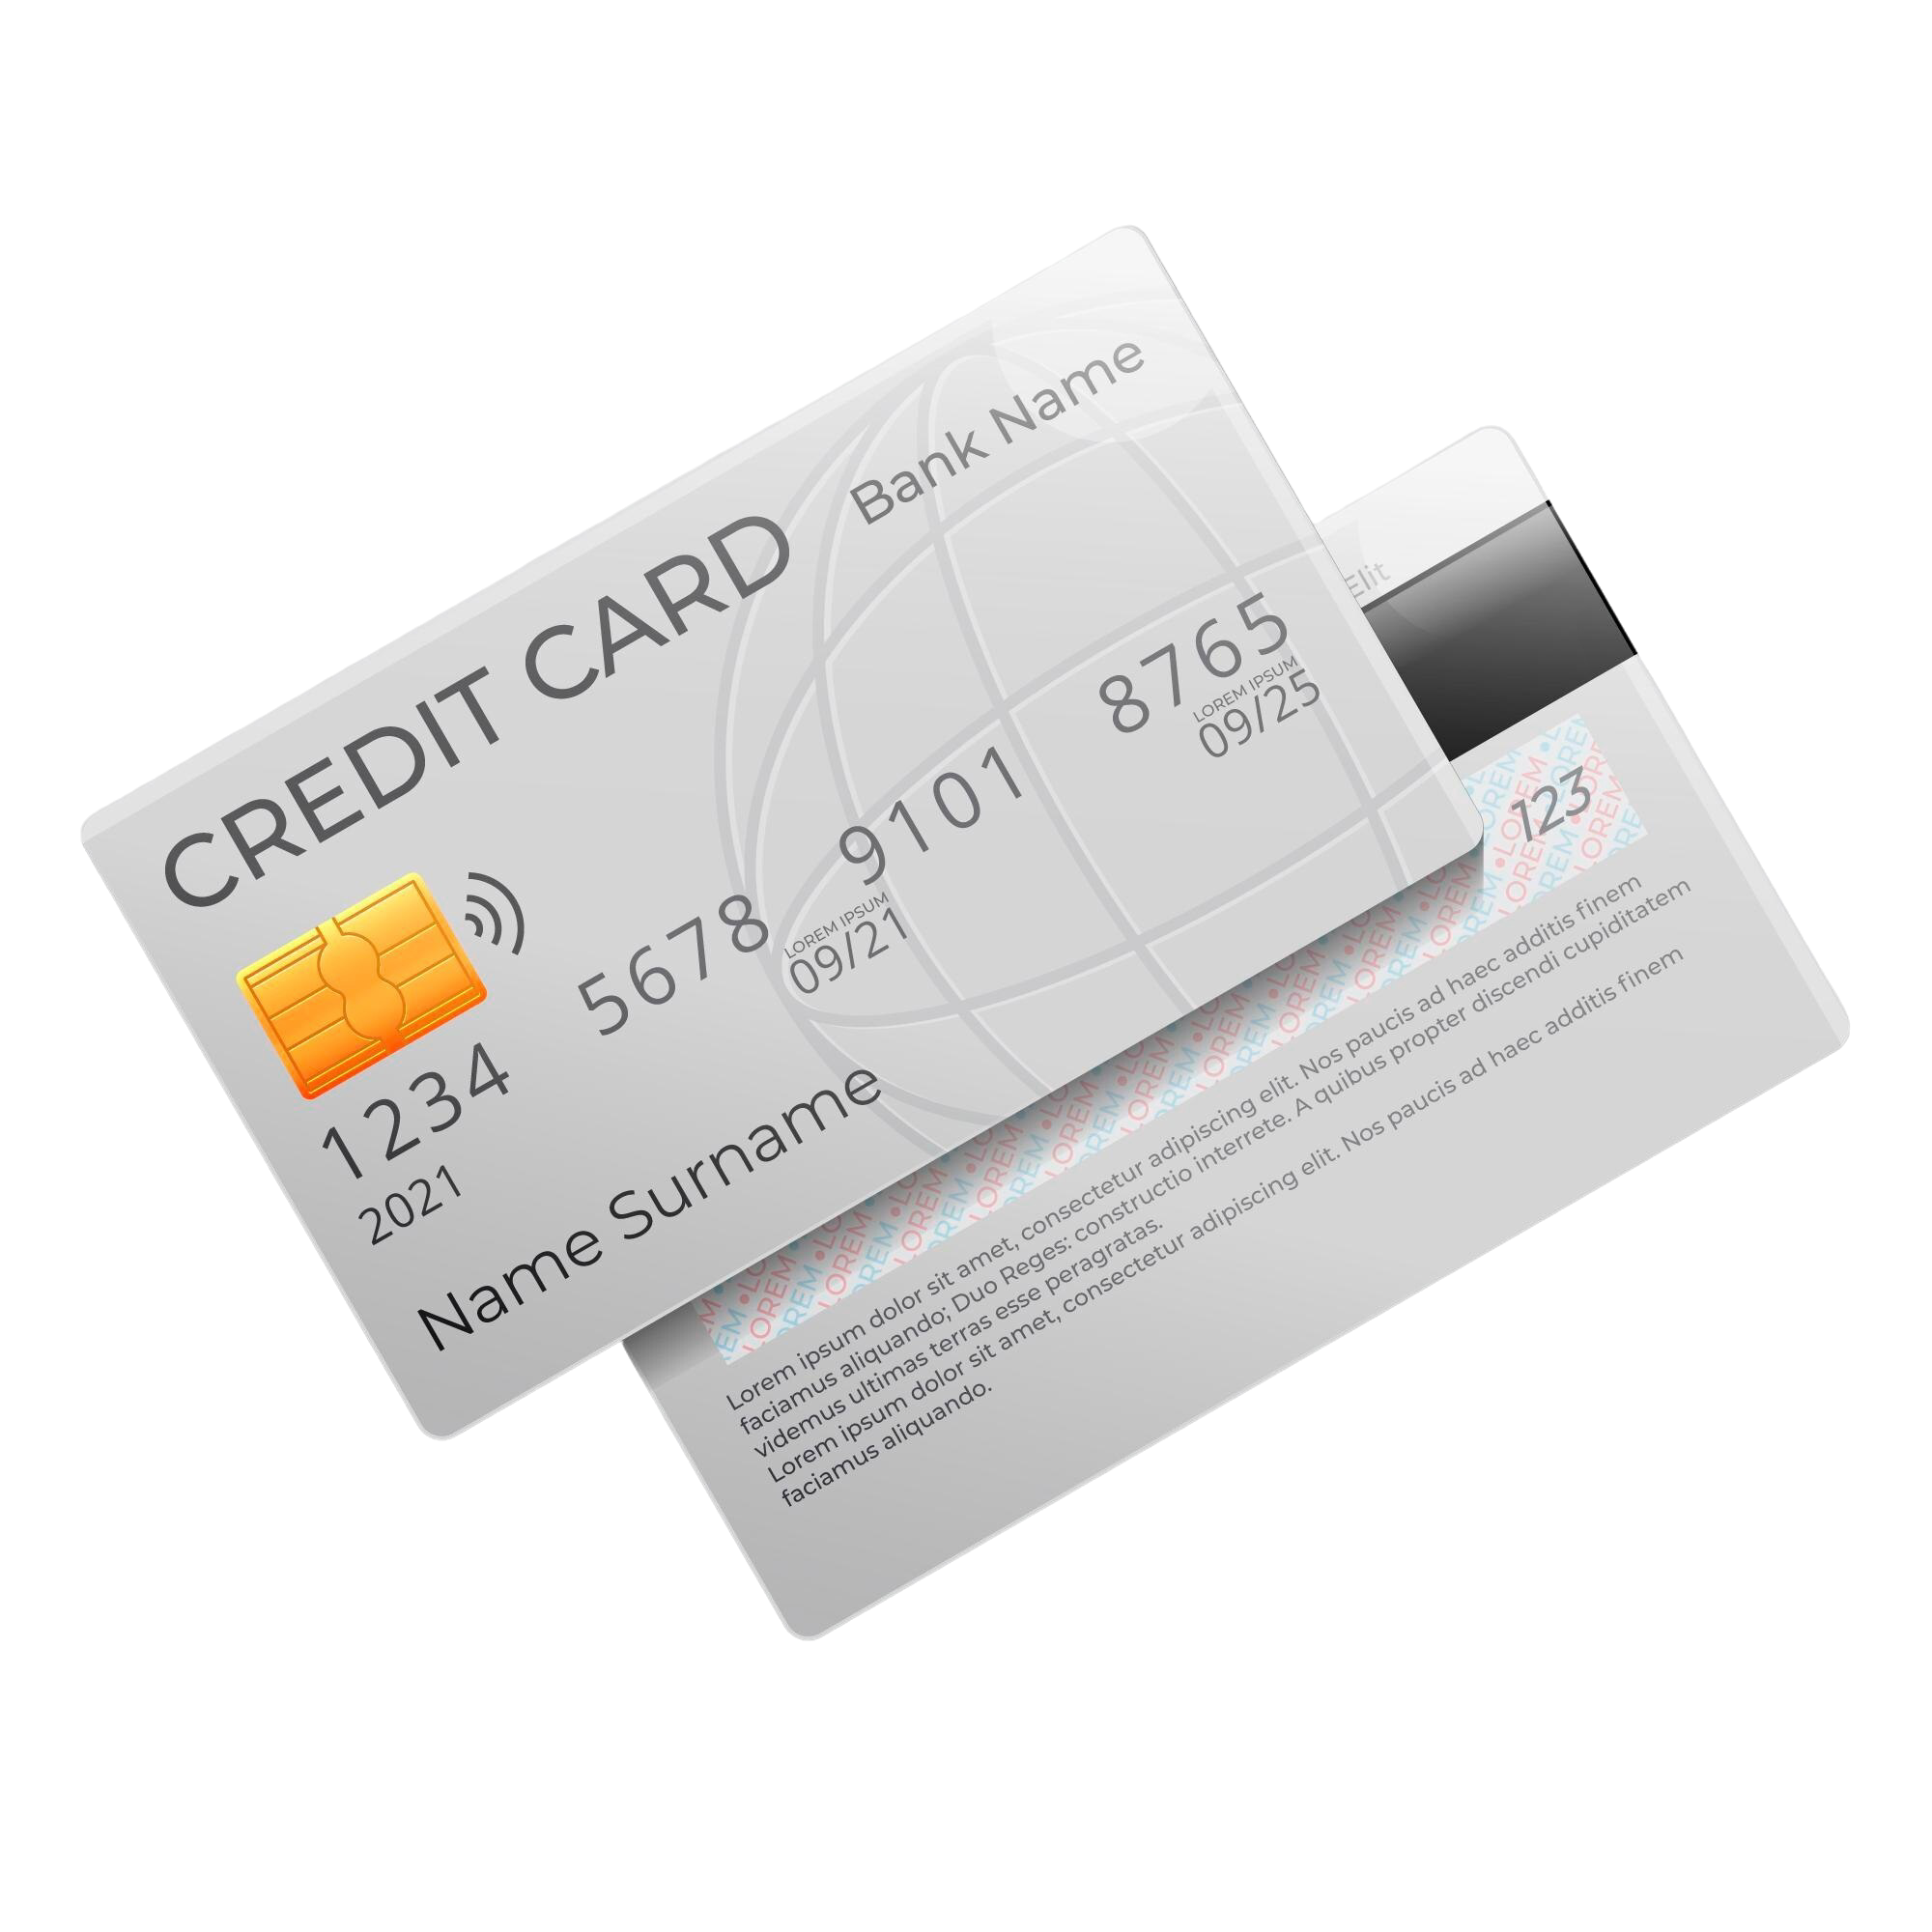 CREDIT CARD
Bank Name
1234 5678 9101 8765
2021
LOREM IPSUM
09/21
LOREM IPSUM
09/25
Name Surname
Elit
LOREM LOREM LOREM
123
Lorem ipsum dolor sit amet, consectetur adipiscing elit. Nos paucis ad haec additis finem
faciamus aliquando; Duo Reges: constructio interrete. A quibus propter discendi cupiditatem
videmus ultimas terras esse peragratas.
Lorem ipsum dolor sit amet, consectetur adipiscing elit. Nos paucis ad haec additis finem
faciamus aliquando.